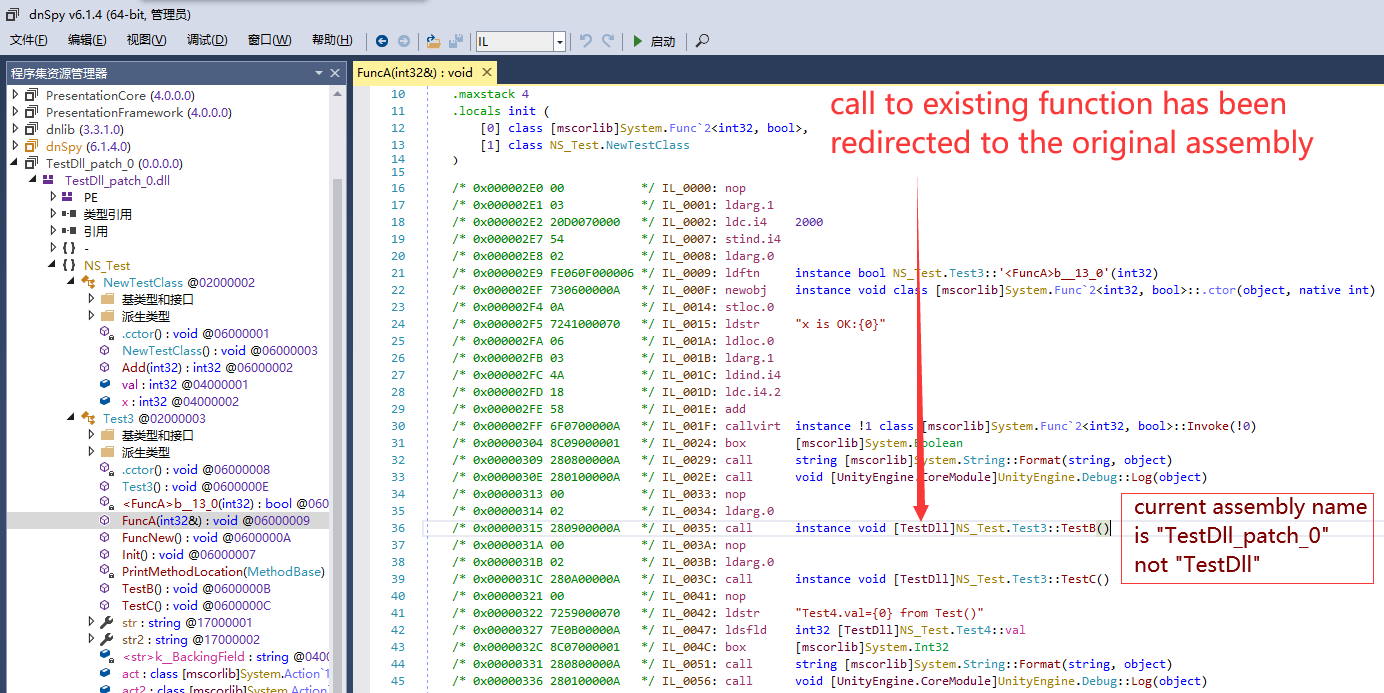 dnSpy v6.1.4 (64-bit, 管理员)
文件(F) 编辑(E) 视图(V) 调试(D) 窗口(W) 帮助(H) IL 启动
程序集资源管理器
PresentationCore (4.0.0.0)
PresentationFramework (4.0.0.0)
dnlib (3.3.1.0)
dnSpy (6.1.4.0)
TestDll_patch_0 (0.0.0.0)
TestDll_patch_0.dll
PE
类型引用
引用
{ } -
{ } NS_Test
NewTestClass @02000002
基类型和接口
派生类型
.cctor() : void @06000001
NewTestClass() : void @06000003
Add(int32) : int32 @06000002
val : int32 @04000001
x : int32 @04000002
Test3 @02000003
基类型和接口
派生类型
.cctor() : void @06000008
Test3() : void @0600000E
<FuncA>b__13_0(int32) : bool @060
FuncA(int32&) : void @06000009
FuncNew() : void @0600000A
Init() : void @06000007
PrintMethodLocation(MethodBase)
TestB() : void @0600000B
TestC() : void @0600000C
str : string @17000001
str2 : string @17000002
<str>k__BackingField : string @0400
act : class [mscorlib]System.Action`1
act2 : class [mscorlib]System.Action
FuncA(int32&) : void
10 .maxstack 4
11 .locals init (
12 [0] class [mscorlib]System.Func`2<int32, bool>,
13 [1] class NS_Test.NewTestClass
14 )
15
16 /* 0x000002E0 00 */ IL_0000: nop
17 /* 0x000002E1 03 */ IL_0001: ldarg.1
18 /* 0x000002E2 20D0070000 */ IL_0002: ldc.i4 2000
19 /* 0x000002E7 54 */ IL_0007: stind.i4
20 /* 0x000002E8 02 */ IL_0008: ldarg.0
21 /* 0x000002E9 FE060F000006 */ IL_0009: ldftn instance bool NS_Test.Test3::'<FuncA>b__13_0'(int32)
22 /* 0x000002EF 730600000A */ IL_000F: newobj instance void class [mscorlib]System.Func`2<int32, bool>::.ctor(object, native int)
23 /* 0x000002F4 0A */ IL_0014: stloc.0
24 /* 0x000002F5 7241000070 */ IL_0015: ldstr "x is OK:{0}"
25 /* 0x000002FA 06 */ IL_001A: ldloc.0
26 /* 0x000002FB 03 */ IL_001B: ldarg.1
27 /* 0x000002FC 4A */ IL_001C: ldind.i4
28 /* 0x000002FD 18 */ IL_001D: ldc.i4.2
29 /* 0x000002FE 58 */ IL_001E: add
30 /* 0x000002FF 6F0700000A */ IL_001F: callvirt instance !1 class [mscorlib]System.Func`2<int32, bool>::Invoke(!0)
31 /* 0x00000304 8C09000001 */ IL_0024: box [mscorlib]System.Boolean
32 /* 0x00000309 280800000A */ IL_0029: call string [mscorlib]System.String::Format(string, object)
33 /* 0x0000030E 280100000A */ IL_002E: call void [UnityEngine.CoreModule]UnityEngine.Debug::Log(object)
34 /* 0x00000313 00 */ IL_0033: nop
35 /* 0x00000314 02 */ IL_0034: ldarg.0
36 /* 0x00000315 280900000A */ IL_0035: call instance void [TestDll]NS_Test.Test3::TestB()
37 /* 0x0000031A 00 */ IL_003A: nop
38 /* 0x0000031B 02 */ IL_003B: ldarg.0
39 /* 0x0000031C 280A00000A */ IL_003C: call instance void [TestDll]NS_Test.Test3::TestC()
40 /* 0x00000321 00 */ IL_0041: nop
41 /* 0x00000322 7259000070 */ IL_0042: ldstr "Test4.val={0} from Test()"
42 /* 0x00000327 7E0B00000A */ IL_0047: ldsfld int32 [TestDll]NS_Test.Test4::val
43 /* 0x0000032C 8C07000001 */ IL_004C: box [mscorlib]System.Int32
44 /* 0x00000331 280800000A */ IL_0051: call string [mscorlib]System.String::Format(string, object)
45 /* 0x00000336 280100000A */ IL_0056: call void [UnityEngine.CoreModule]UnityEngine.Debug::Log(object)
call to existing function has been
redirected to the original assembly
current assembly name
is "TestDll_patch_0"
not "TestDll"